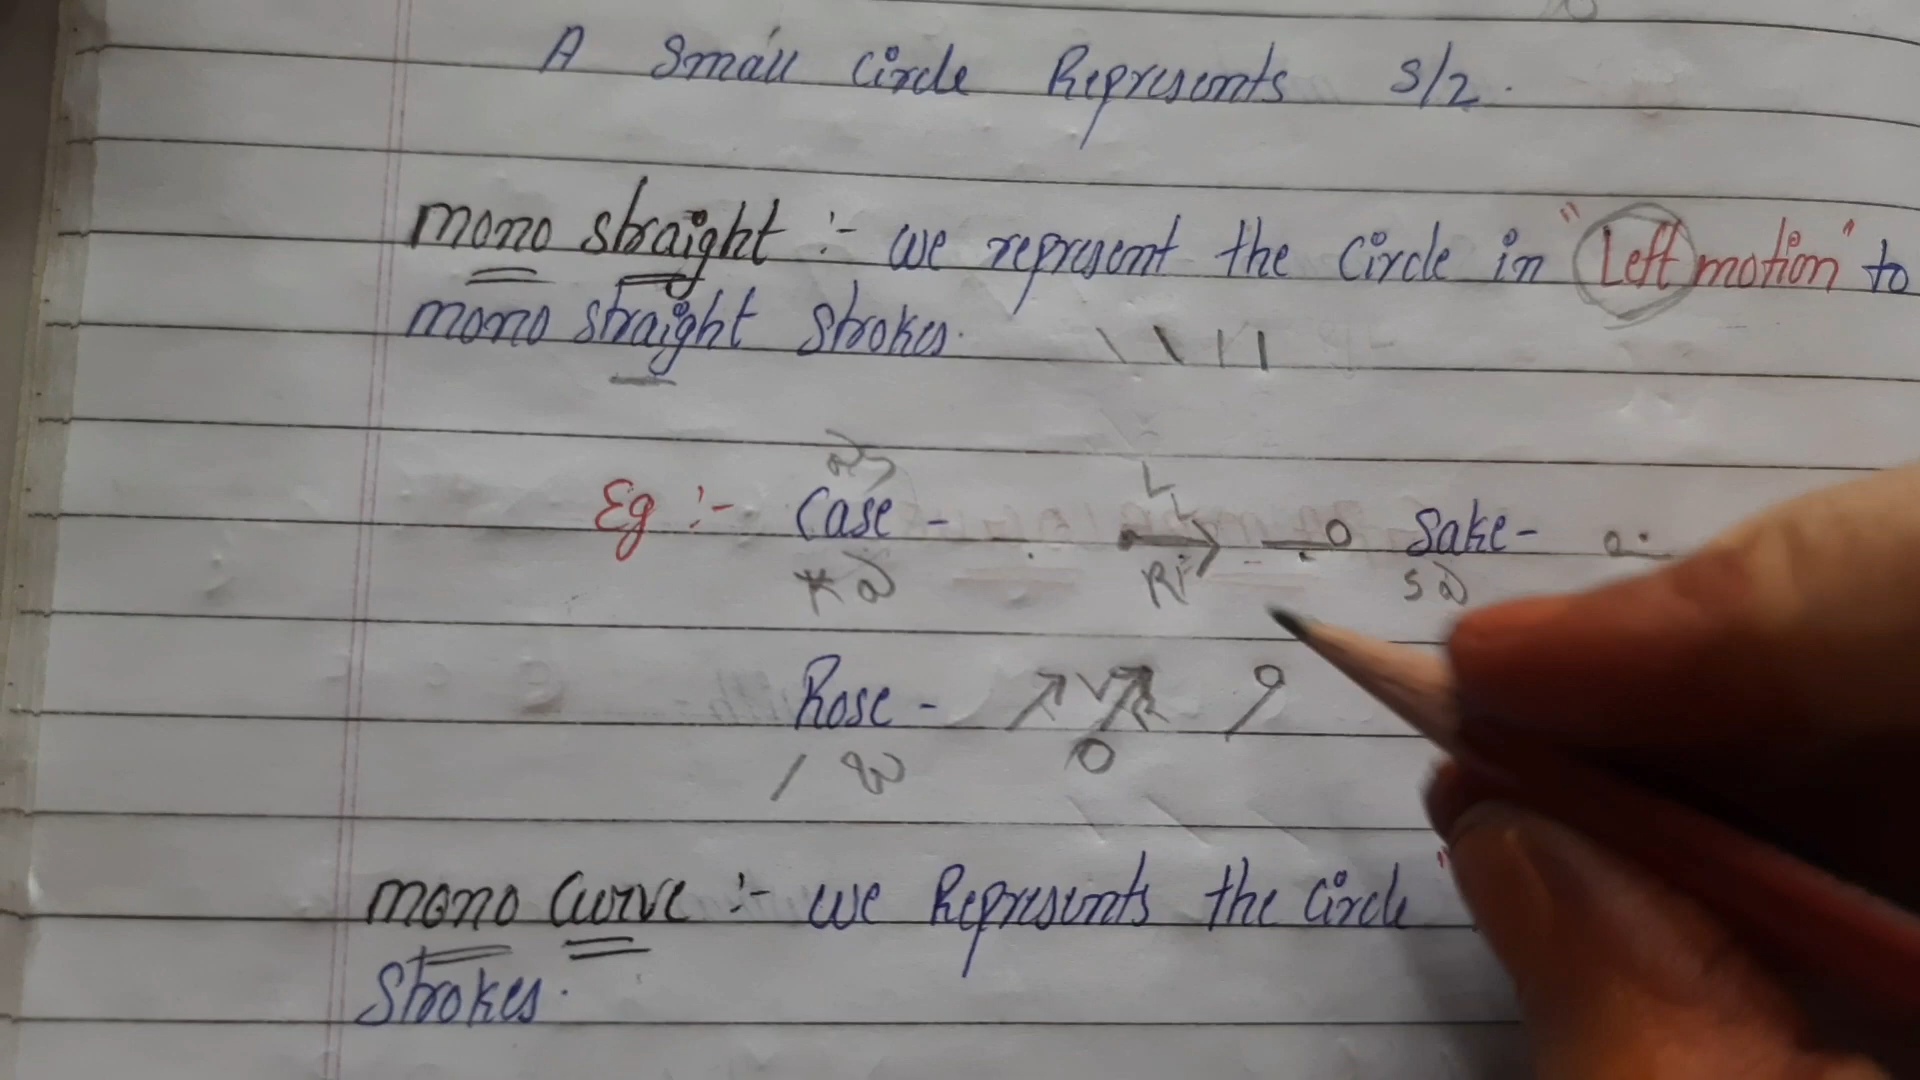 A Small Circle Represents S/Z.
mono straight :- we represent the Circle in "Left motion" to
mono straight Strokes.
Eg :- Case - Sake -
Rose -
mono Curve :- we Represents the Circle "
Strokes.